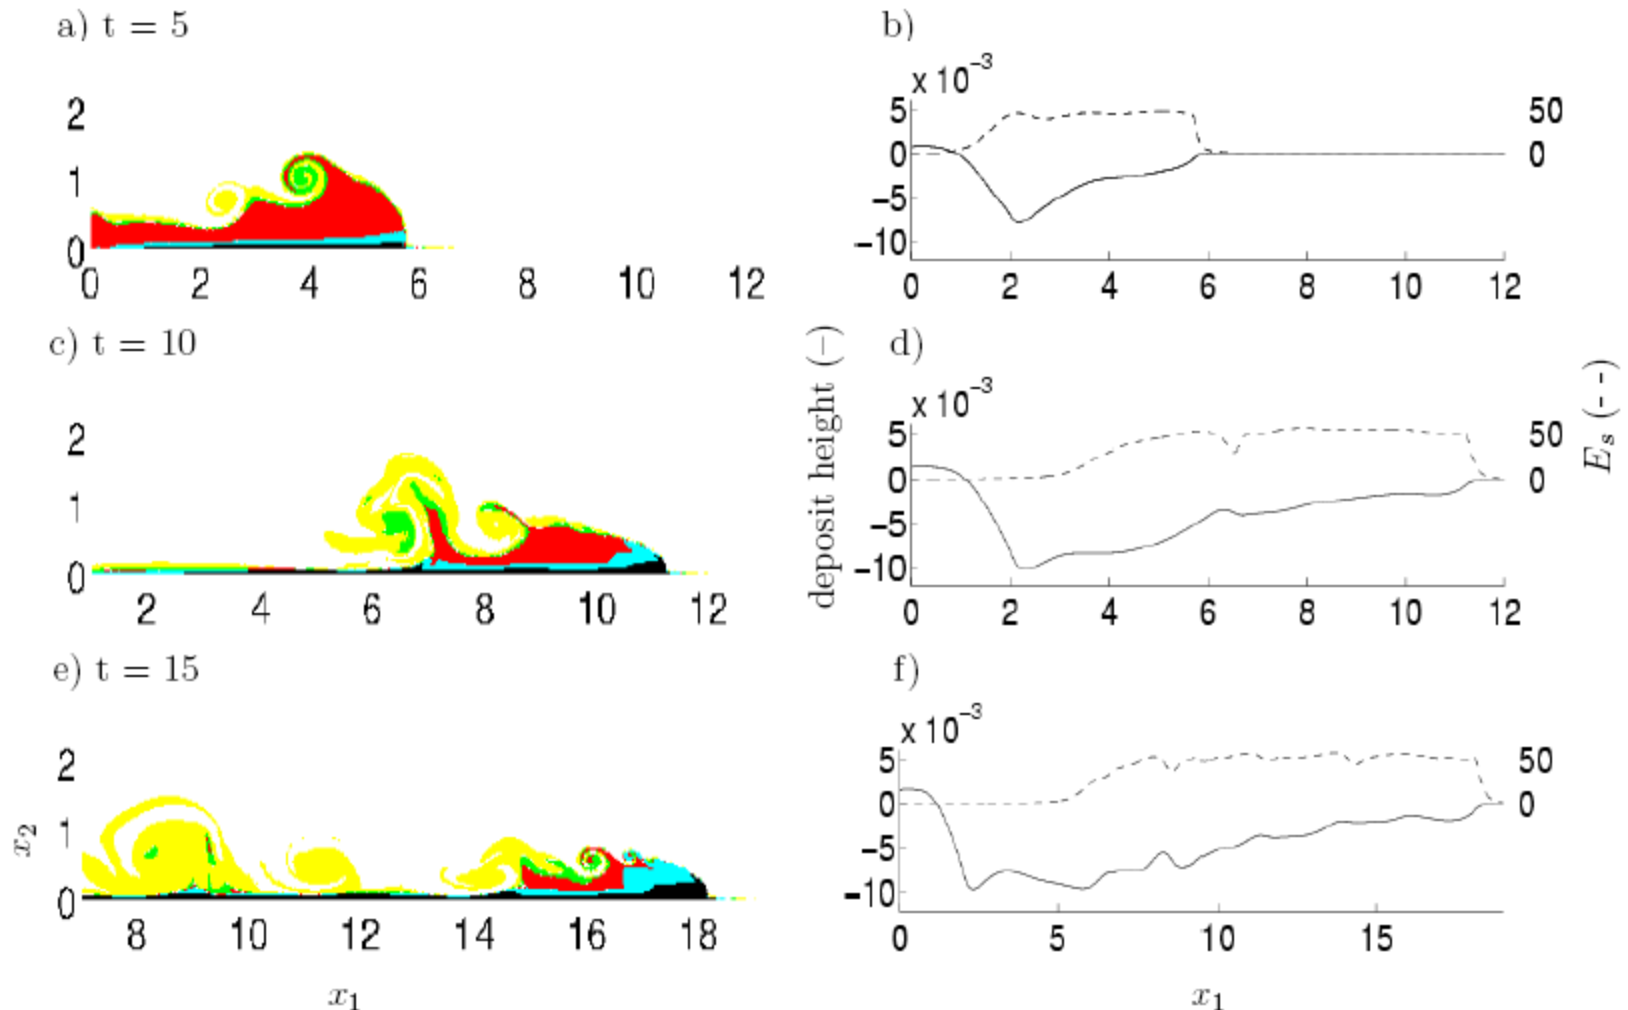 a) t = 5
2
1
0
0 2 4 6 8 10 12
b)
x 10⁻³
5
0
−5
−10
50
0
0 2 4 6 8 10 12
c) t = 10
2
1
0
2 4 6 8 10 12
deposit height (–)
d)
x 10⁻³
5
0
−5
−10
50
0
0 2 4 6 8 10 12
E_s (- -)
e) t = 15
2
1
0
x₂
8 10 12 14 16 18
x₁
f)
x 10⁻³
5
0
−5
−10
50
0
0 5 10 15
x₁